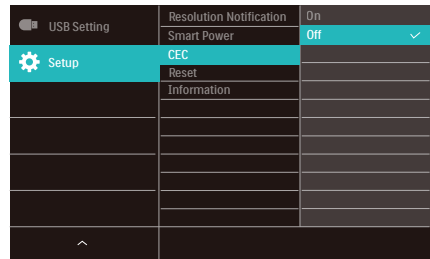 USB Setting
Setup
Resolution Notification
Smart Power
CEC
Reset
Information
On
Off